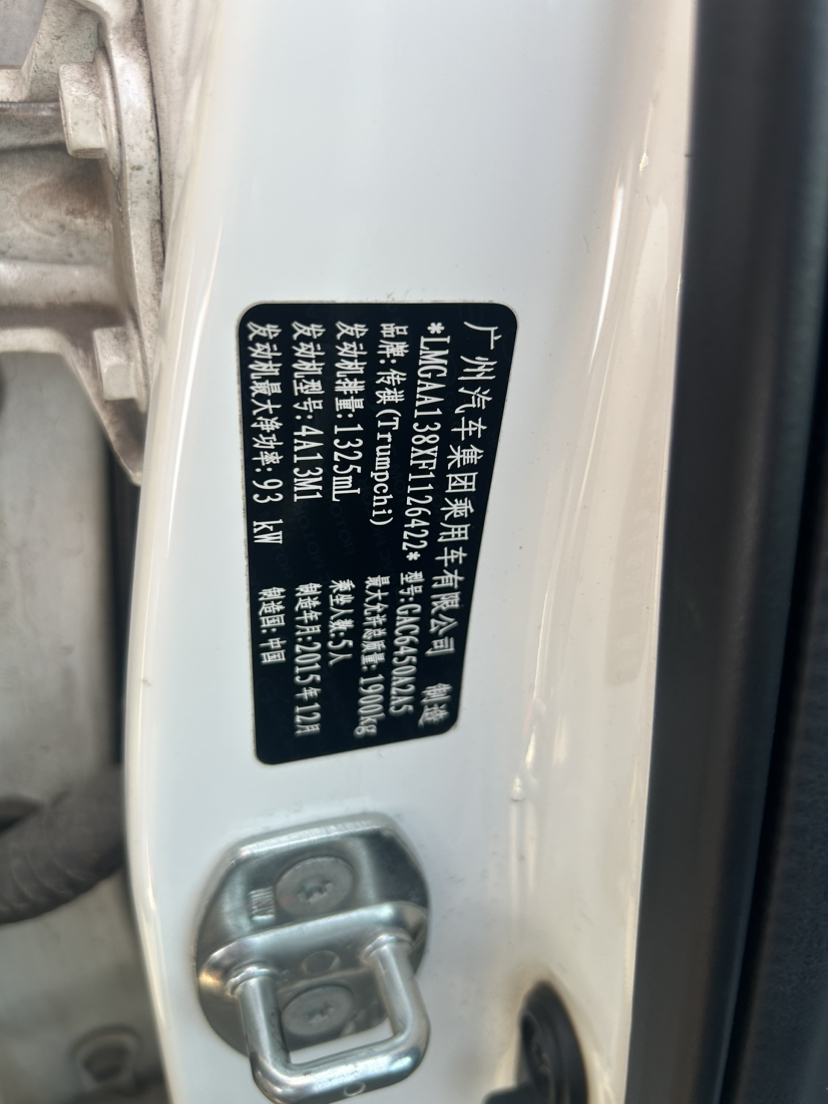 广州汽车集团乘用车有限公司 制造
*LMGAA138XF1126422* 型号:GAC6450K2A5
品牌:传祺(Trumpchi) 最大允许总质量:1900kg
发动机排量:1325mL 乘坐人数:5人
发动机型号:4A13M1 制造年月:2015年12月
发动机最大净功率:93 kW 制造国:中国